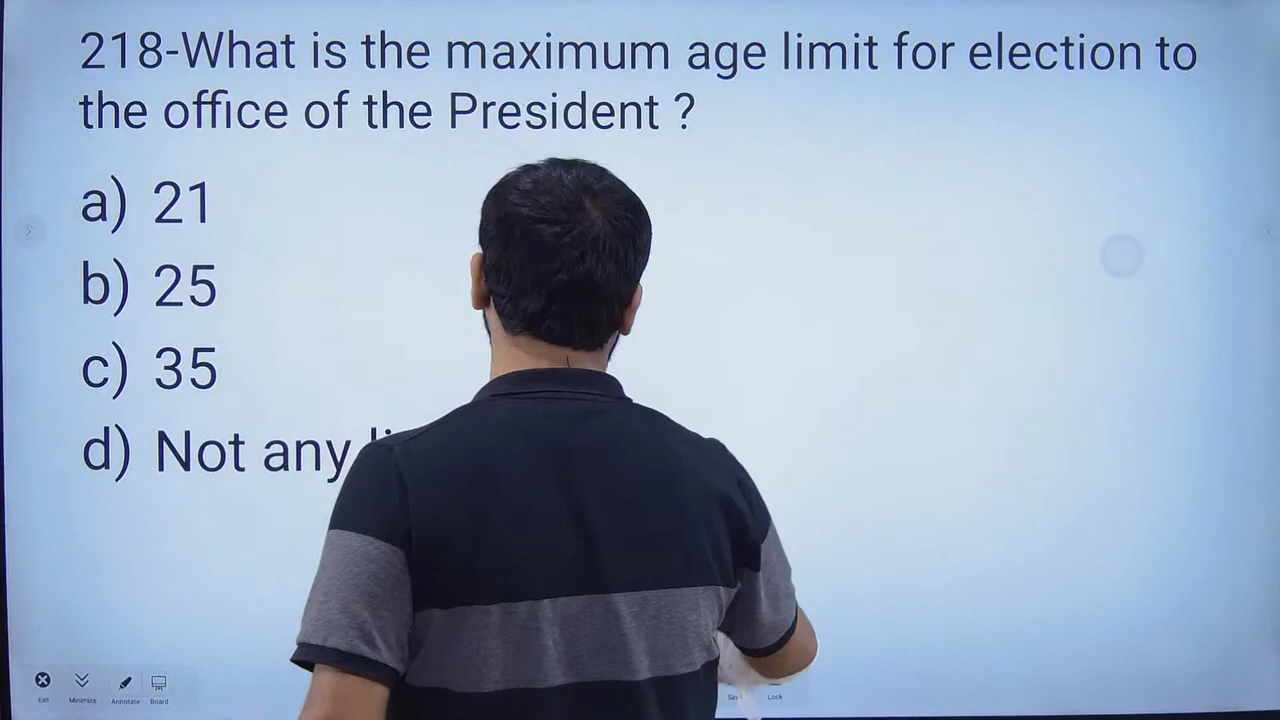 218-What is the maximum age limit for election to
the office of the President ?
a) 21
b) 25
c) 35
d) Not any
Exit
Minimize
Annotate
Board
Lock